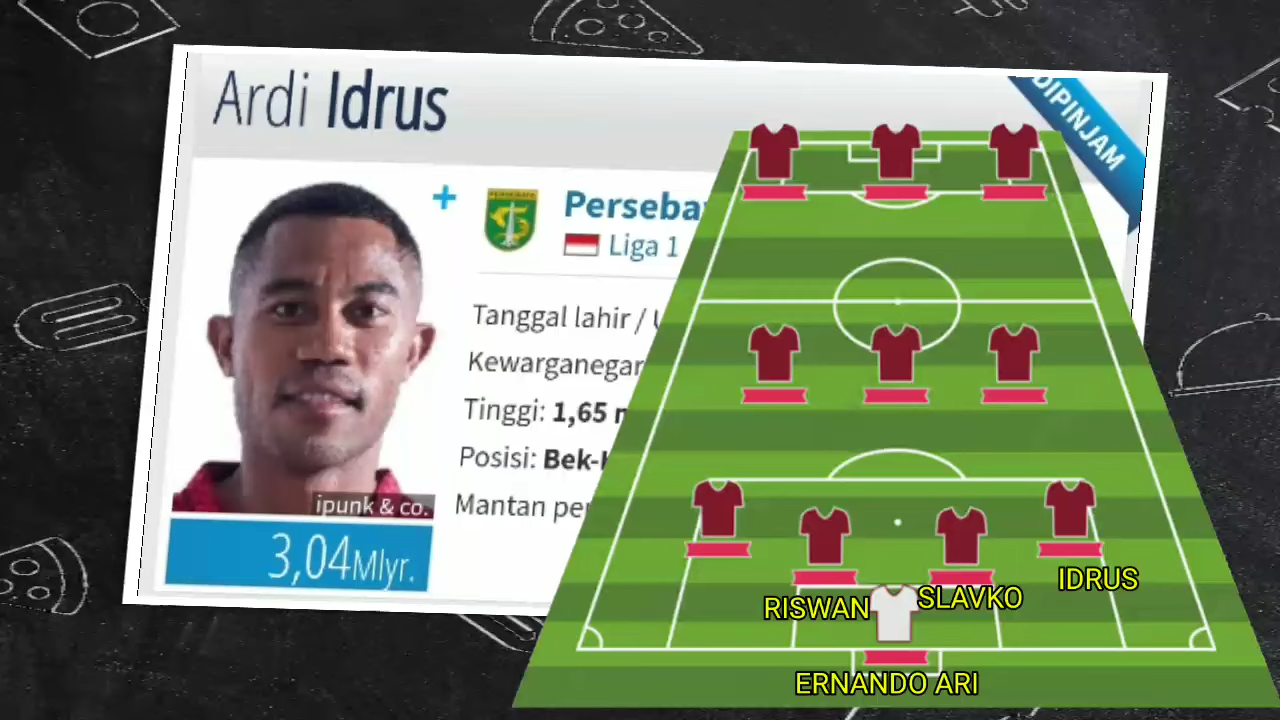 Ardi Idrus
DIPINJAM
Perseba
Liga 1
Tanggal lahir /
Kewarganegar
Tinggi: 1,65
Posisi: Bek-
Mantan pe
ipunk & co.
3,04Mlyr.
IDRUS
RISWAN
SLAVKO
ERNANDO ARI